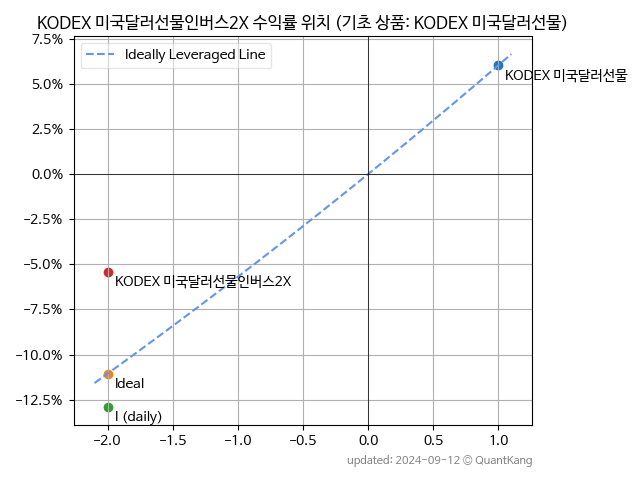 KODEX 미국달러선물인버스2X 수익률 위치 (기초 상품: KODEX 미국달러선물)
7.5%
Ideally Leveraged Line
KODEX 미국달러선물
5.0%
2.5%
0.0%
−2.5%
−5.0%
KODEX 미국달러선물인버스2X
−7.5%
−10.0%
Ideal
−12.5%
I (daily)
−2.0 −1.5 −1.0 −0.5 0.0 0.5 1.0
updated: 2024-09-12 © QuantKang